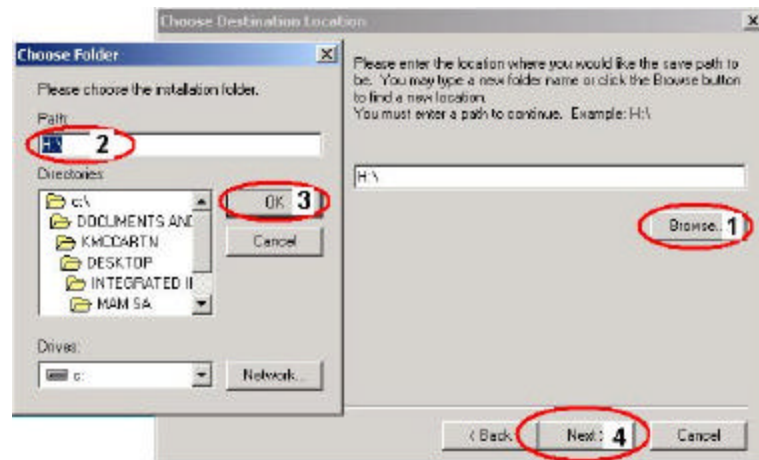 Choose Destination Location
x
Choose Folder
x
Please choose the installation folder.
Path:
H:\ 2
Directories:
c:\
DOCUMENTS AND
KMCCARTN
DESKTOP
INTEGRATED II
MAM SA
OK 3
Cancel
Drives:
c:
Network...
Please enter the location where you would like the save path to
be. You may type a new folder name or click the Browse button
to find a new location.
You must enter a path to continue. Example: H:\
H:\
Browse.. 1
< Back
Next > 4
Cancel